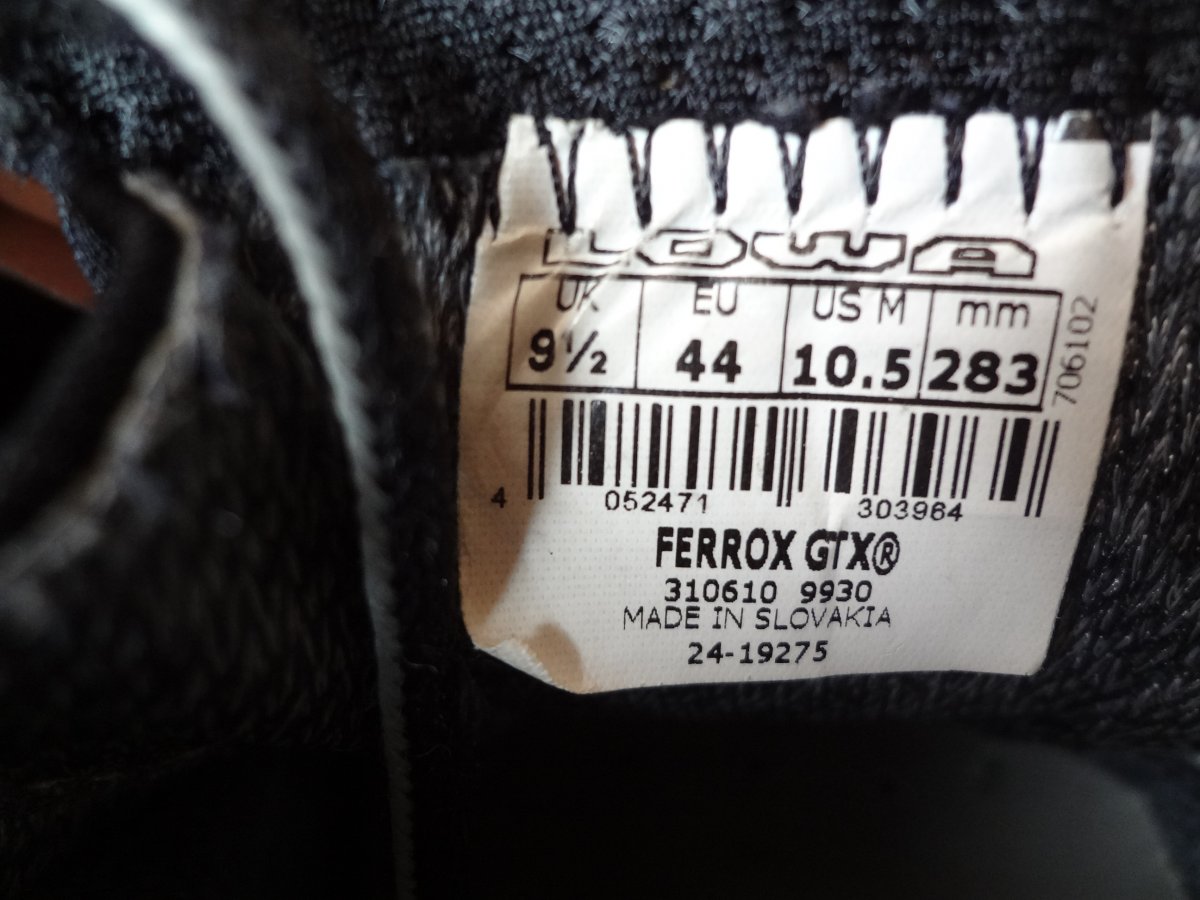 LOWA
UK EU US M mm
9½ 44 10.5 283
706102
4 052471 303964
FERROX GTX®
310610 9930
MADE IN SLOVAKIA
24-19275